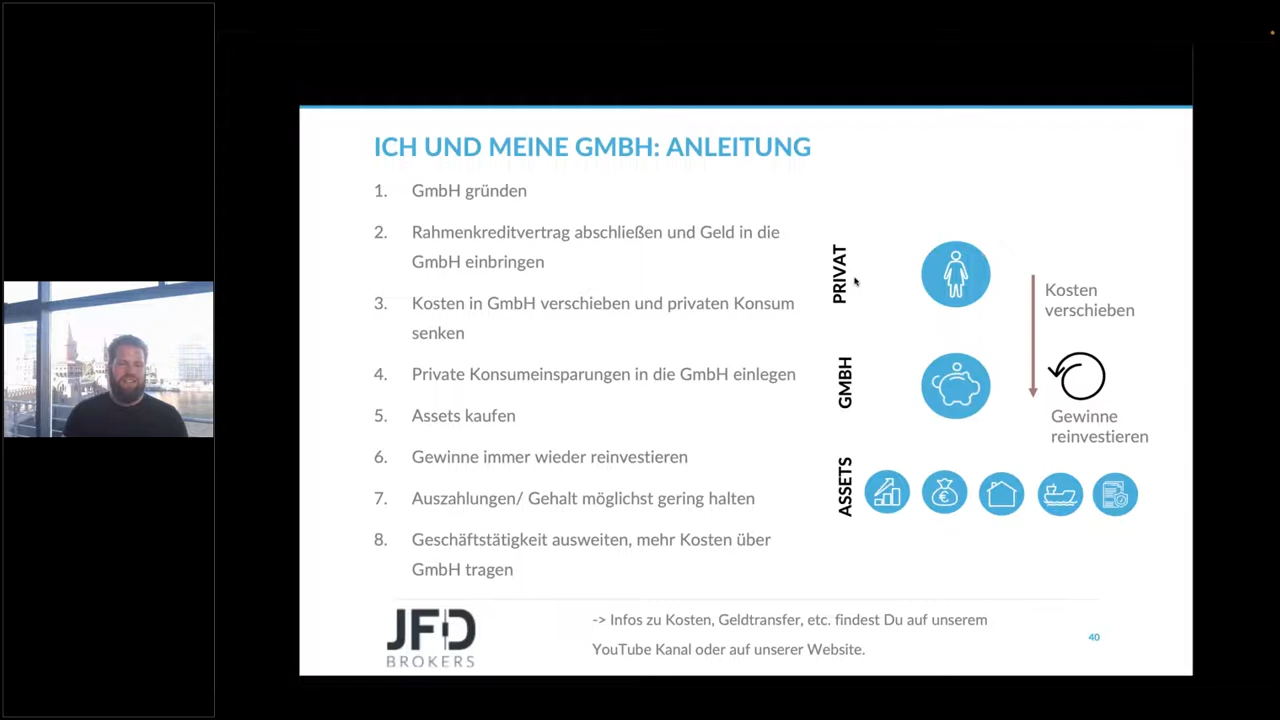 ICH UND MEINE GMBH: ANLEITUNG
1. GmbH gründen
2. Rahmenkreditvertrag abschließen und Geld in die
GmbH einbringen
3. Kosten in GmbH verschieben und privaten Konsum
senken
4. Private Konsumeinsparungen in die GmbH einlegen
5. Assets kaufen
6. Gewinne immer wieder reinvestieren
7. Auszahlungen/ Gehalt möglichst gering halten
8. Geschäftstätigkeit ausweiten, mehr Kosten über
GmbH tragen
PRIVAT
GMBH
ASSETS
Kosten
verschieben
Gewinne
reinvestieren
€
JFD
BROKERS
-> Infos zu Kosten, Geldtransfer, etc. findest Du auf unserem
YouTube Kanal oder auf unserer Website.
40